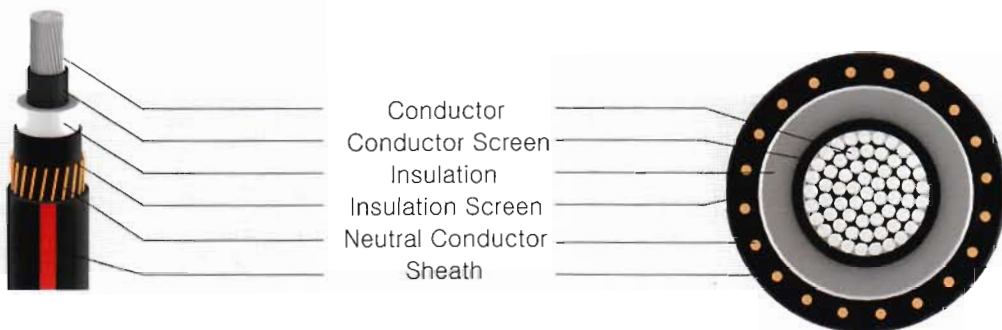 Conductor
Conductor Screen
Insulation
Insulation Screen
Neutral Conductor
Sheath